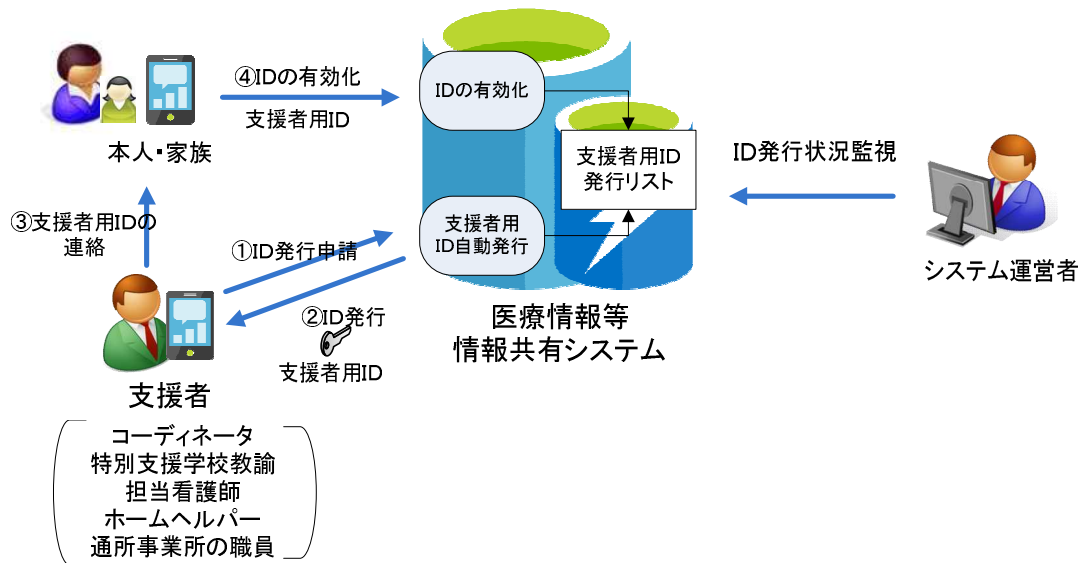 ④IDの有効化
支援者用ID
本人・家族
③支援者用IDの
連絡
①ID発行申請
②ID発行
支援者用ID
支援者
コーディネータ
特別支援学校教諭
担当看護師
ホームヘルパー
通所事業所の職員
IDの有効化
支援者用ID
発行リスト
支援者用
ID自動発行
医療情報等
情報共有システム
ID発行状況監視
システム運営者